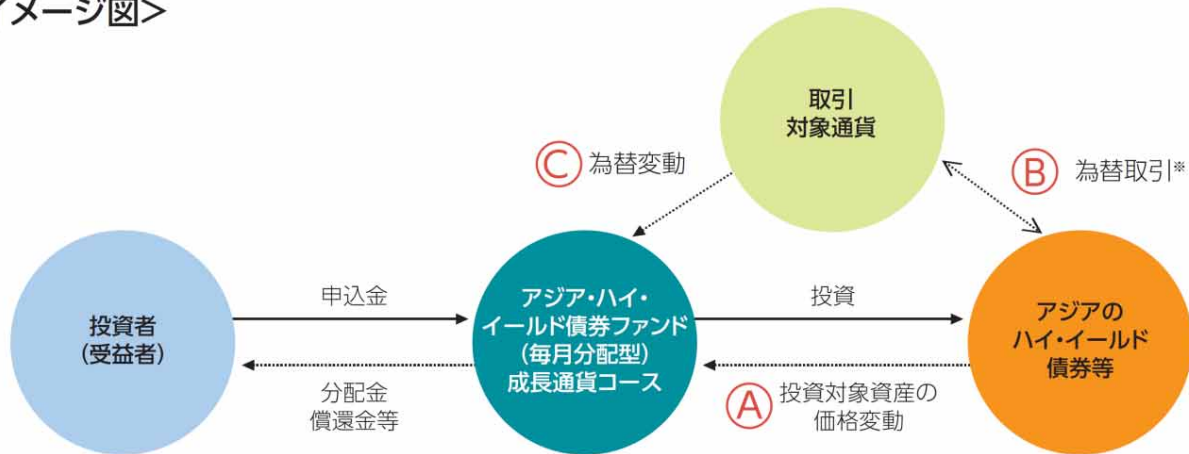 イメージ図>
取引
対象通貨
Ⓒ 為替変動
Ⓑ 為替取引※
投資者
(受益者)
申込金
分配金
償還金等
アジア・ハイ・
イールド債券ファンド
(毎月分配型)
成長通貨コース
投資
Ⓐ 投資対象資産の
価格変動
アジアの
ハイ・イールド
債券等